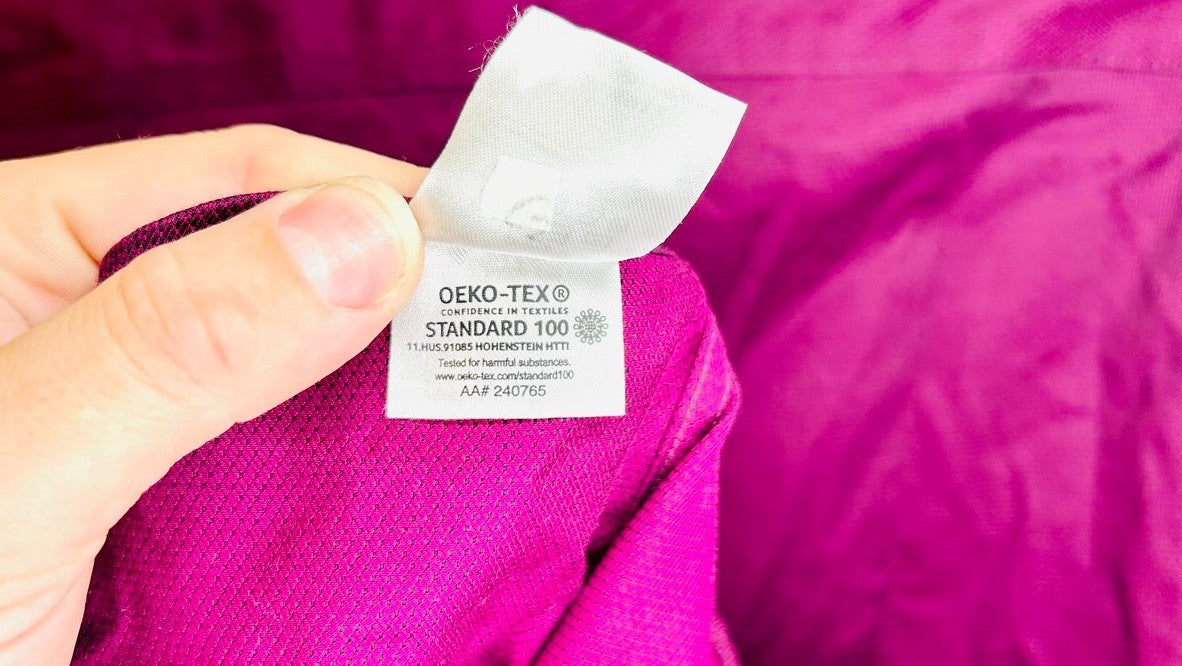 OEKO-TEX®
CONFIDENCE IN TEXTILES
STANDARD 100
11.HUS.91085 HOHENSTEIN HTTI
Tested for harmful substances.
www.oeko-tex.com/standard100
AA# 240765